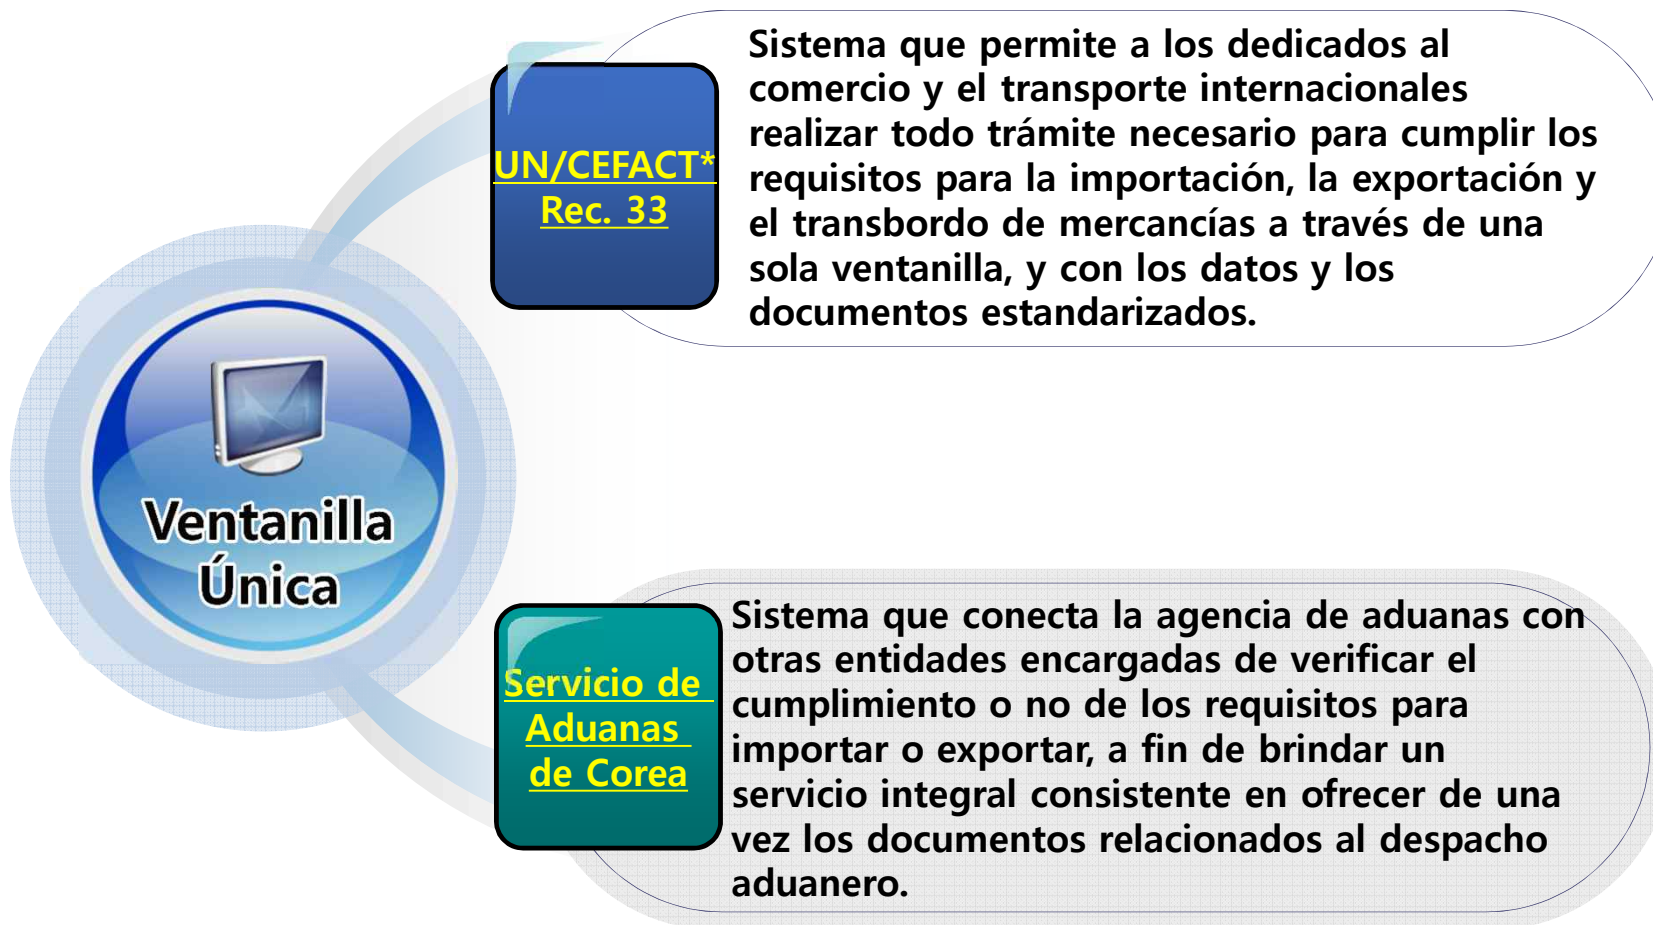 Sistema que permite a los dedicados al
comercio y el transporte internacionales
realizar todo trámite necesario para cumplir los
requisitos para la importación, la exportación y
el transbordo de mercancías a través de una
sola ventanilla, y con los datos y los
documentos estandarizados.
UN/CEFACT*
Rec. 33
Ventanilla
Única
Servicio de
Aduanas
de Corea
Sistema que conecta la agencia de aduanas con
otras entidades encargadas de verificar el
cumplimiento o no de los requisitos para
importar o exportar, a fin de brindar un
servicio integral consistente en ofrecer de una
vez los documentos relacionados al despacho
aduanero.